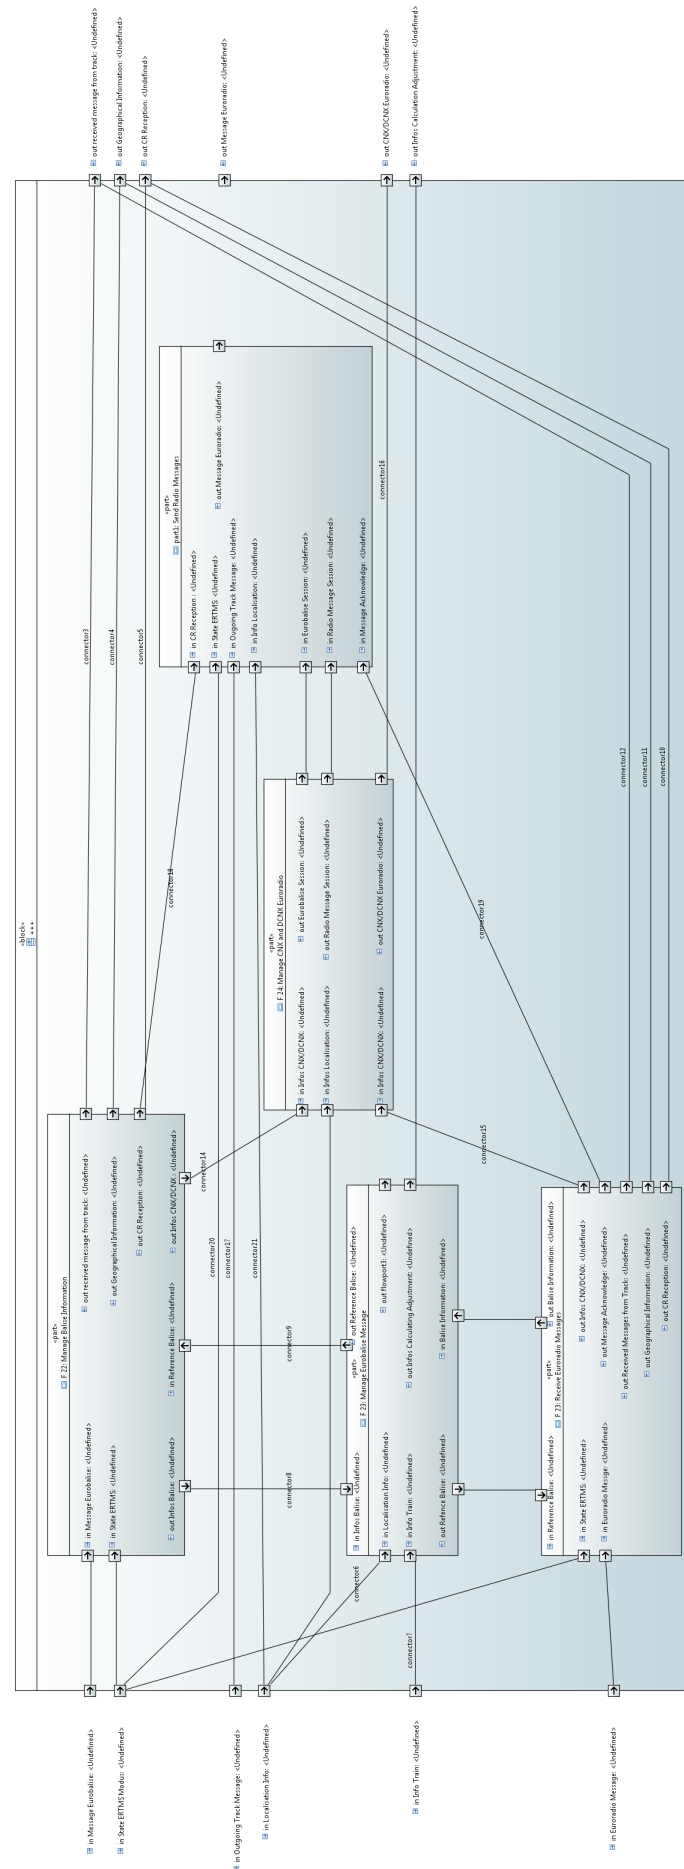 «block»
***
in Message Eurobalise: <Undefined>
in State ERTMS Modus: <Undefined>
in Outgoing Track Message: <Undefined>
in Localisation Info: <Undefined>
in Info Train: <Undefined>
in Euroradio Message: <Undefined>
«part»
F 22: Manage Balise Information
in Message Eurobalise: <Undefined>
in State ERTMS: <Undefined>
out Infos Balise: <Undefined>
in Reference Balise: <Undefined>
out received message from track: <Undefined>
out Geographical Information: <Undefined>
out CR Reception: <Undefined>
out Infos CNX/DCNX : <Undefined>
«part»
F 23: Manage Eurobalise Message
in Infos Balise: <Undefined>
out Reference Balise: <Undefined>
in Localisation Info: <Undefined>
out flowport3: <Undefined>
in Info Train: <Undefined>
out Infos Calculating Adjustment: <Undefined>
out Refence Balise: <Undefined>
in Balise Information: <Undefined>
«part»
F 23: Receive Euroradio Messages
in Reference Balise: <Undefined>
out Balise Information: <Undefined>
in State ERTMS: <Undefined>
in Euroradio Messge: <Undefined>
out Infos CNX/DCNX: <Undefined>
out Message Acknowledge: <Undefined>
out Received Messages from Track: <Undefined>
out Geographical Information: <Undefined>
out CR Reception: <Undefined>
«part»
F 24: Manage CNX and DCNX Euroradio
in Infos CNX/DCNX: <Undefined>
in Infos Localisation: <Undefined>
in Infos CNX/DCNX: <Undefined>
out Eurobalise Session: <Undefined>
out Radio Message Session: <Undefined>
out CNX/DCNX Euroradio: <Undefined>
«part»
part1: Send Radio Messages
in CR Reception : <Undefined>
in State ERTMS: <Undefined>
in Ougoing Track Message: <Undefined>
in Info Localisation: <Undefined>
in Eurobalise Session: <Undefined>
in Radio Message Session: <Undefined>
in Message Acknowledge: <Undefined>
out Message Euroradio: <Undefined>
connector3
connector4
connector5
connector6
connector7
connector8
connector9
connector10
connector11
connector12
connector14
connector15
connector16
connector17
connector18
connector19
connector20
connector21
out received message from track: <Undefined>
out Geographical Information: <Undefined>
out CR Reception: <Undefined>
out Message Euroradio: <Undefined>
out CNX/DCNX Euroradio: <Undefined>
out Infos Calculation Adjustment: <Undefined>